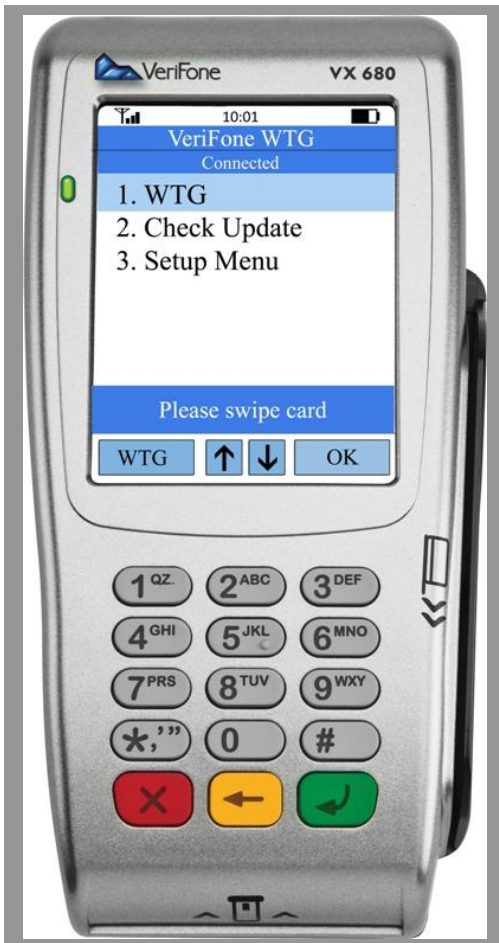 VeriFone VX 680
10:01
VeriFone WTG
Connected
1. WTG
2. Check Update
3. Setup Menu
Please swipe card
WTG OK
1 QZ. 2 ABC 3 DEF
4 GHI 5 JKL 6 MNO
7 PRS 8 TUV 9 WXY
*,'" 0 #